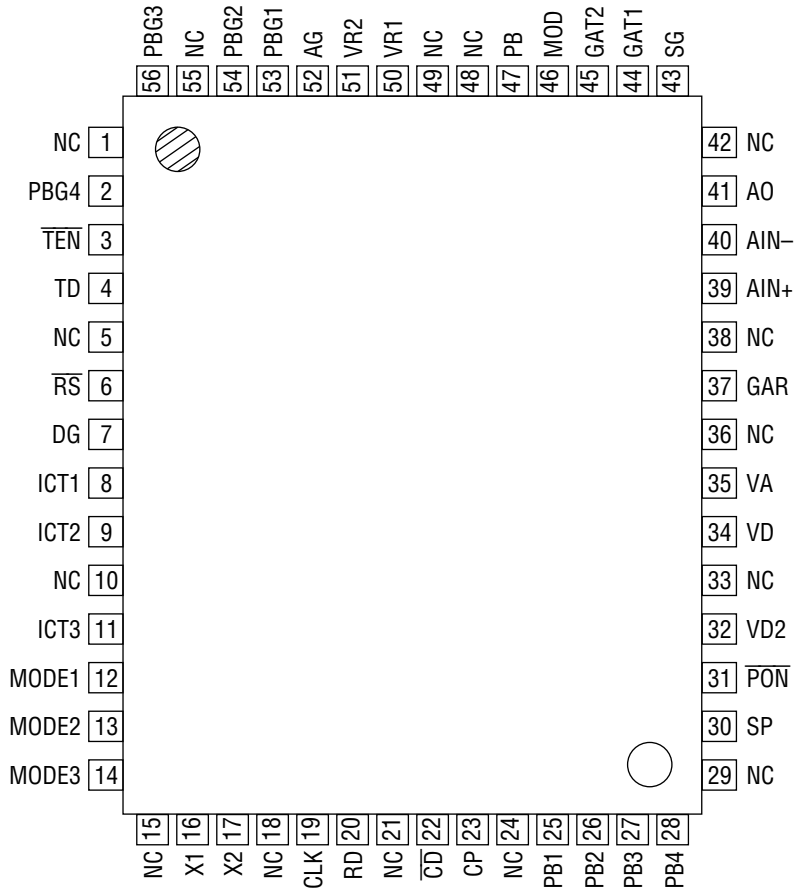 PBG3 NC PBG2 PBG1 AG VR2 VR1 NC NC PB MOD GAT2 GAT1 SG
56 55 54 53 52 51 50 49 48 47 46 45 44 43
NC 1 42 NC
PBG4 2 41 AO
T̅E̅N̅ 3 40 AIN–
TD 4 39 AIN+
NC 5 38 NC
R̅S̅ 6 37 GAR
DG 7 36 NC
ICT1 8 35 VA
ICT2 9 34 VD
NC 10 33 NC
ICT3 11 32 VD2
MODE1 12 31 P̅O̅N̅
MODE2 13 30 SP
MODE3 14 29 NC
15 16 17 18 19 20 21 22 23 24 25 26 27 28
NC X1 X2 NC CLK RD NC C̅D̅ CP NC PB1 PB2 PB3 PB4